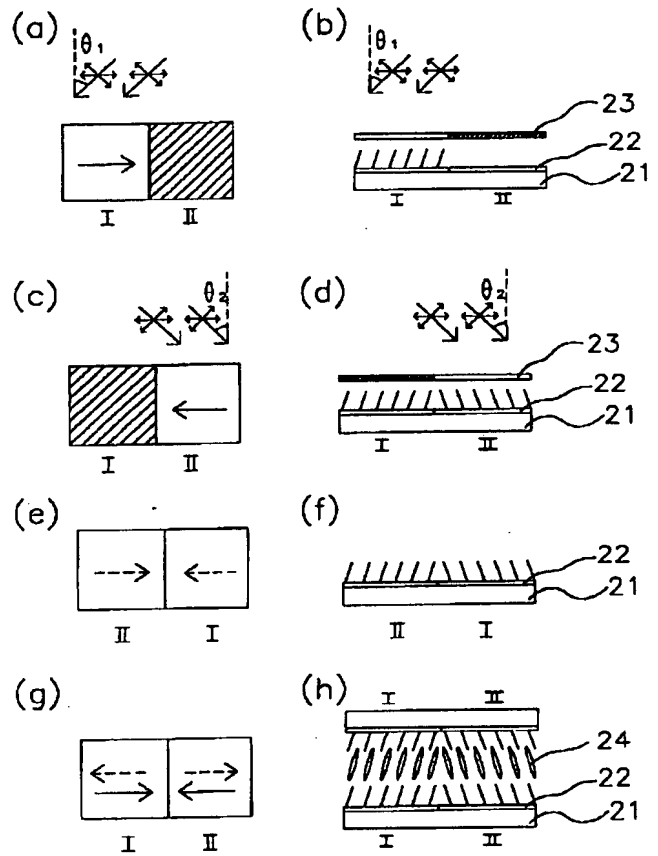 (a) (b)
θ₁ θ₁
23
22
21
I II I II
(c) (d)
θ₂ θ₂
23
22
21
I II I II
(e) (f)
22
21
II I II I
(g) (h)
I II
24
22
21
I II I II